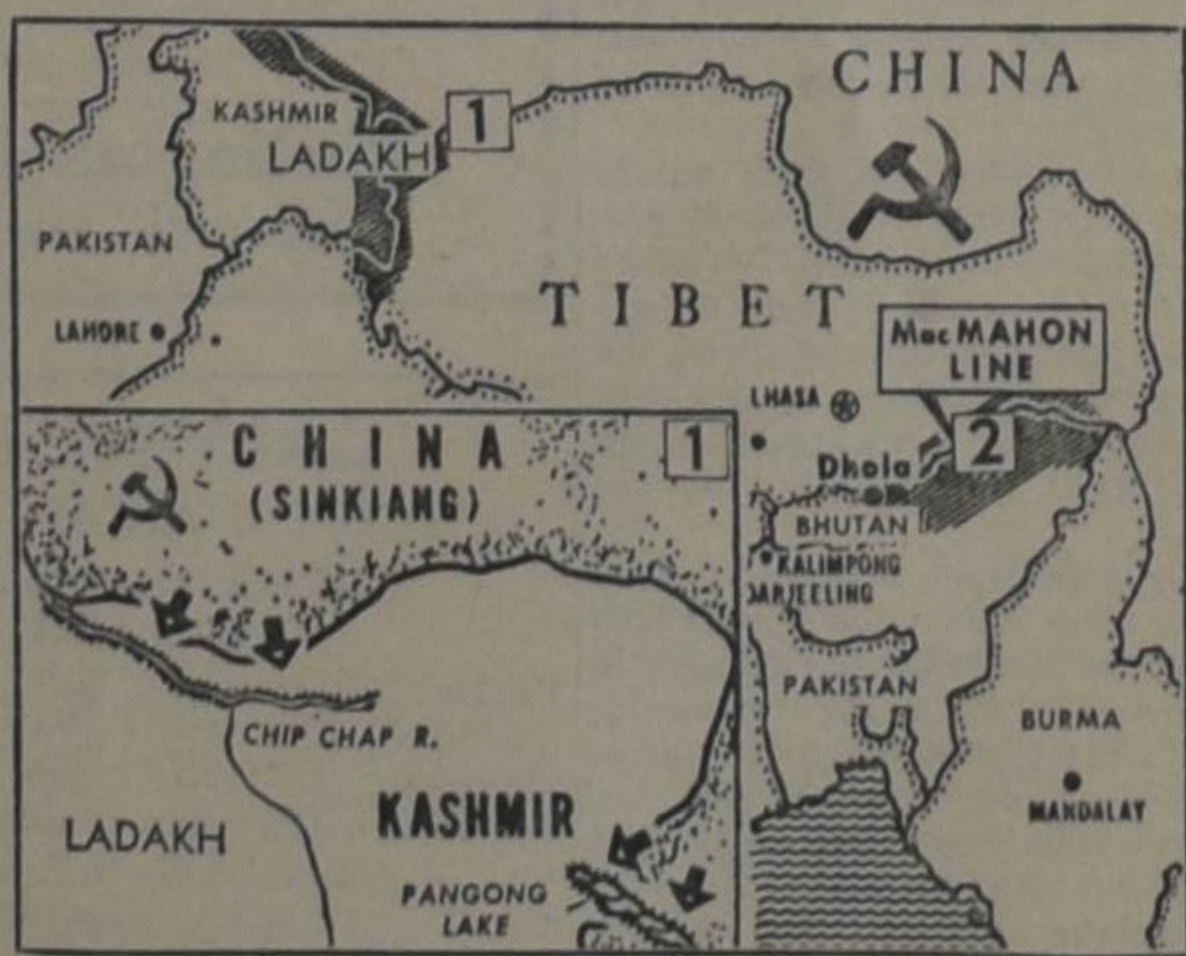 CHINA
KASHMIR
1
LADAKH
PAKISTAN
TIBET
LAHORE
MacMAHON
LINE
LHASA
2
Dhola
BHUTAN
KALIMPONG
DARJEELING
PAKISTAN
BURMA
MANDALAY
CHINA
1
(SINKIANG)
CHIP CHAP R.
KASHMIR
LADAKH
PANGONG
LAKE